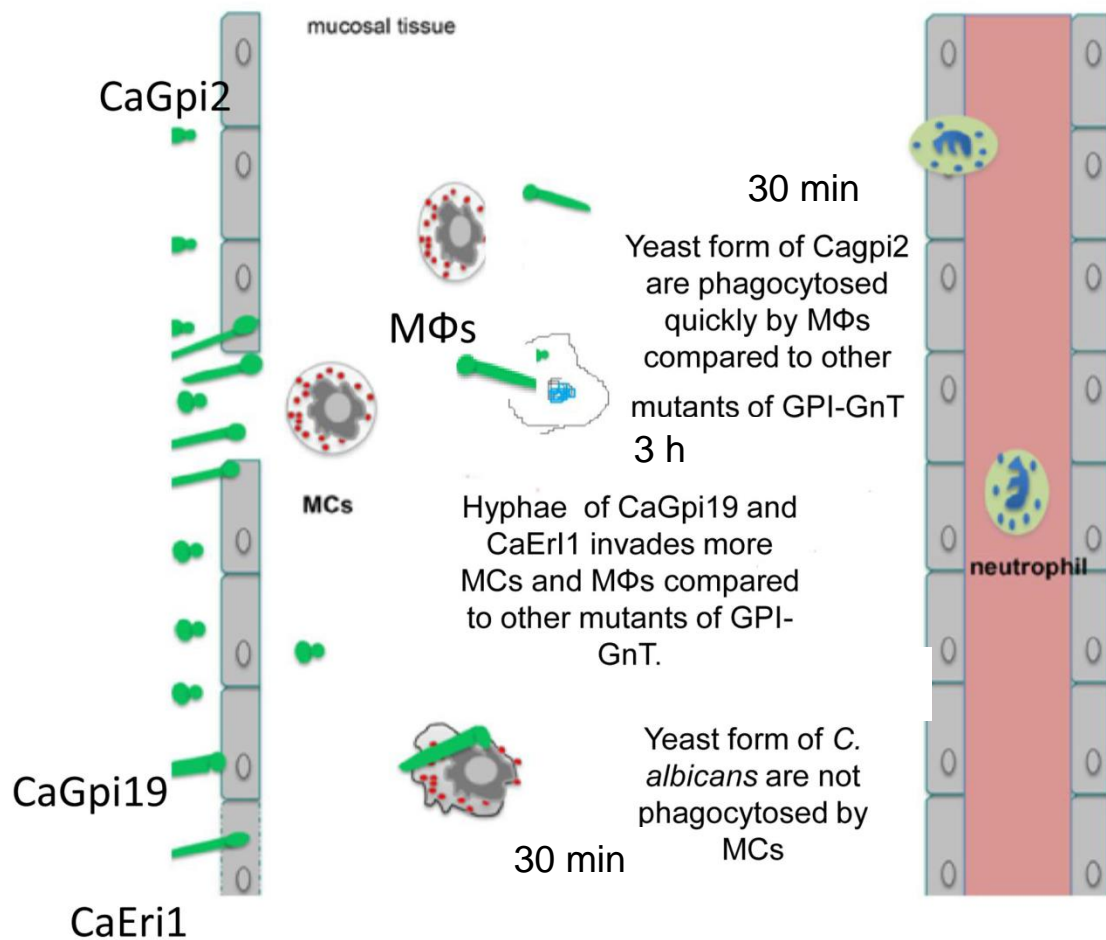 mucosal tissue
CaGpi2
30 min
Yeast form of Cagpi2
are phagocytosed
quickly by MΦs
compared to other
mutants of GPI-GnT
MΦs
3 h
MCs
Hyphae of CaGpi19 and
CaErI1 invades more
MCs and MΦs compared
to other mutants of GPI-
GnT.
neutrophil
Yeast form of C.
albicans are not
phagocytosed by
MCs
CaGpi19
30 min
CaEri1